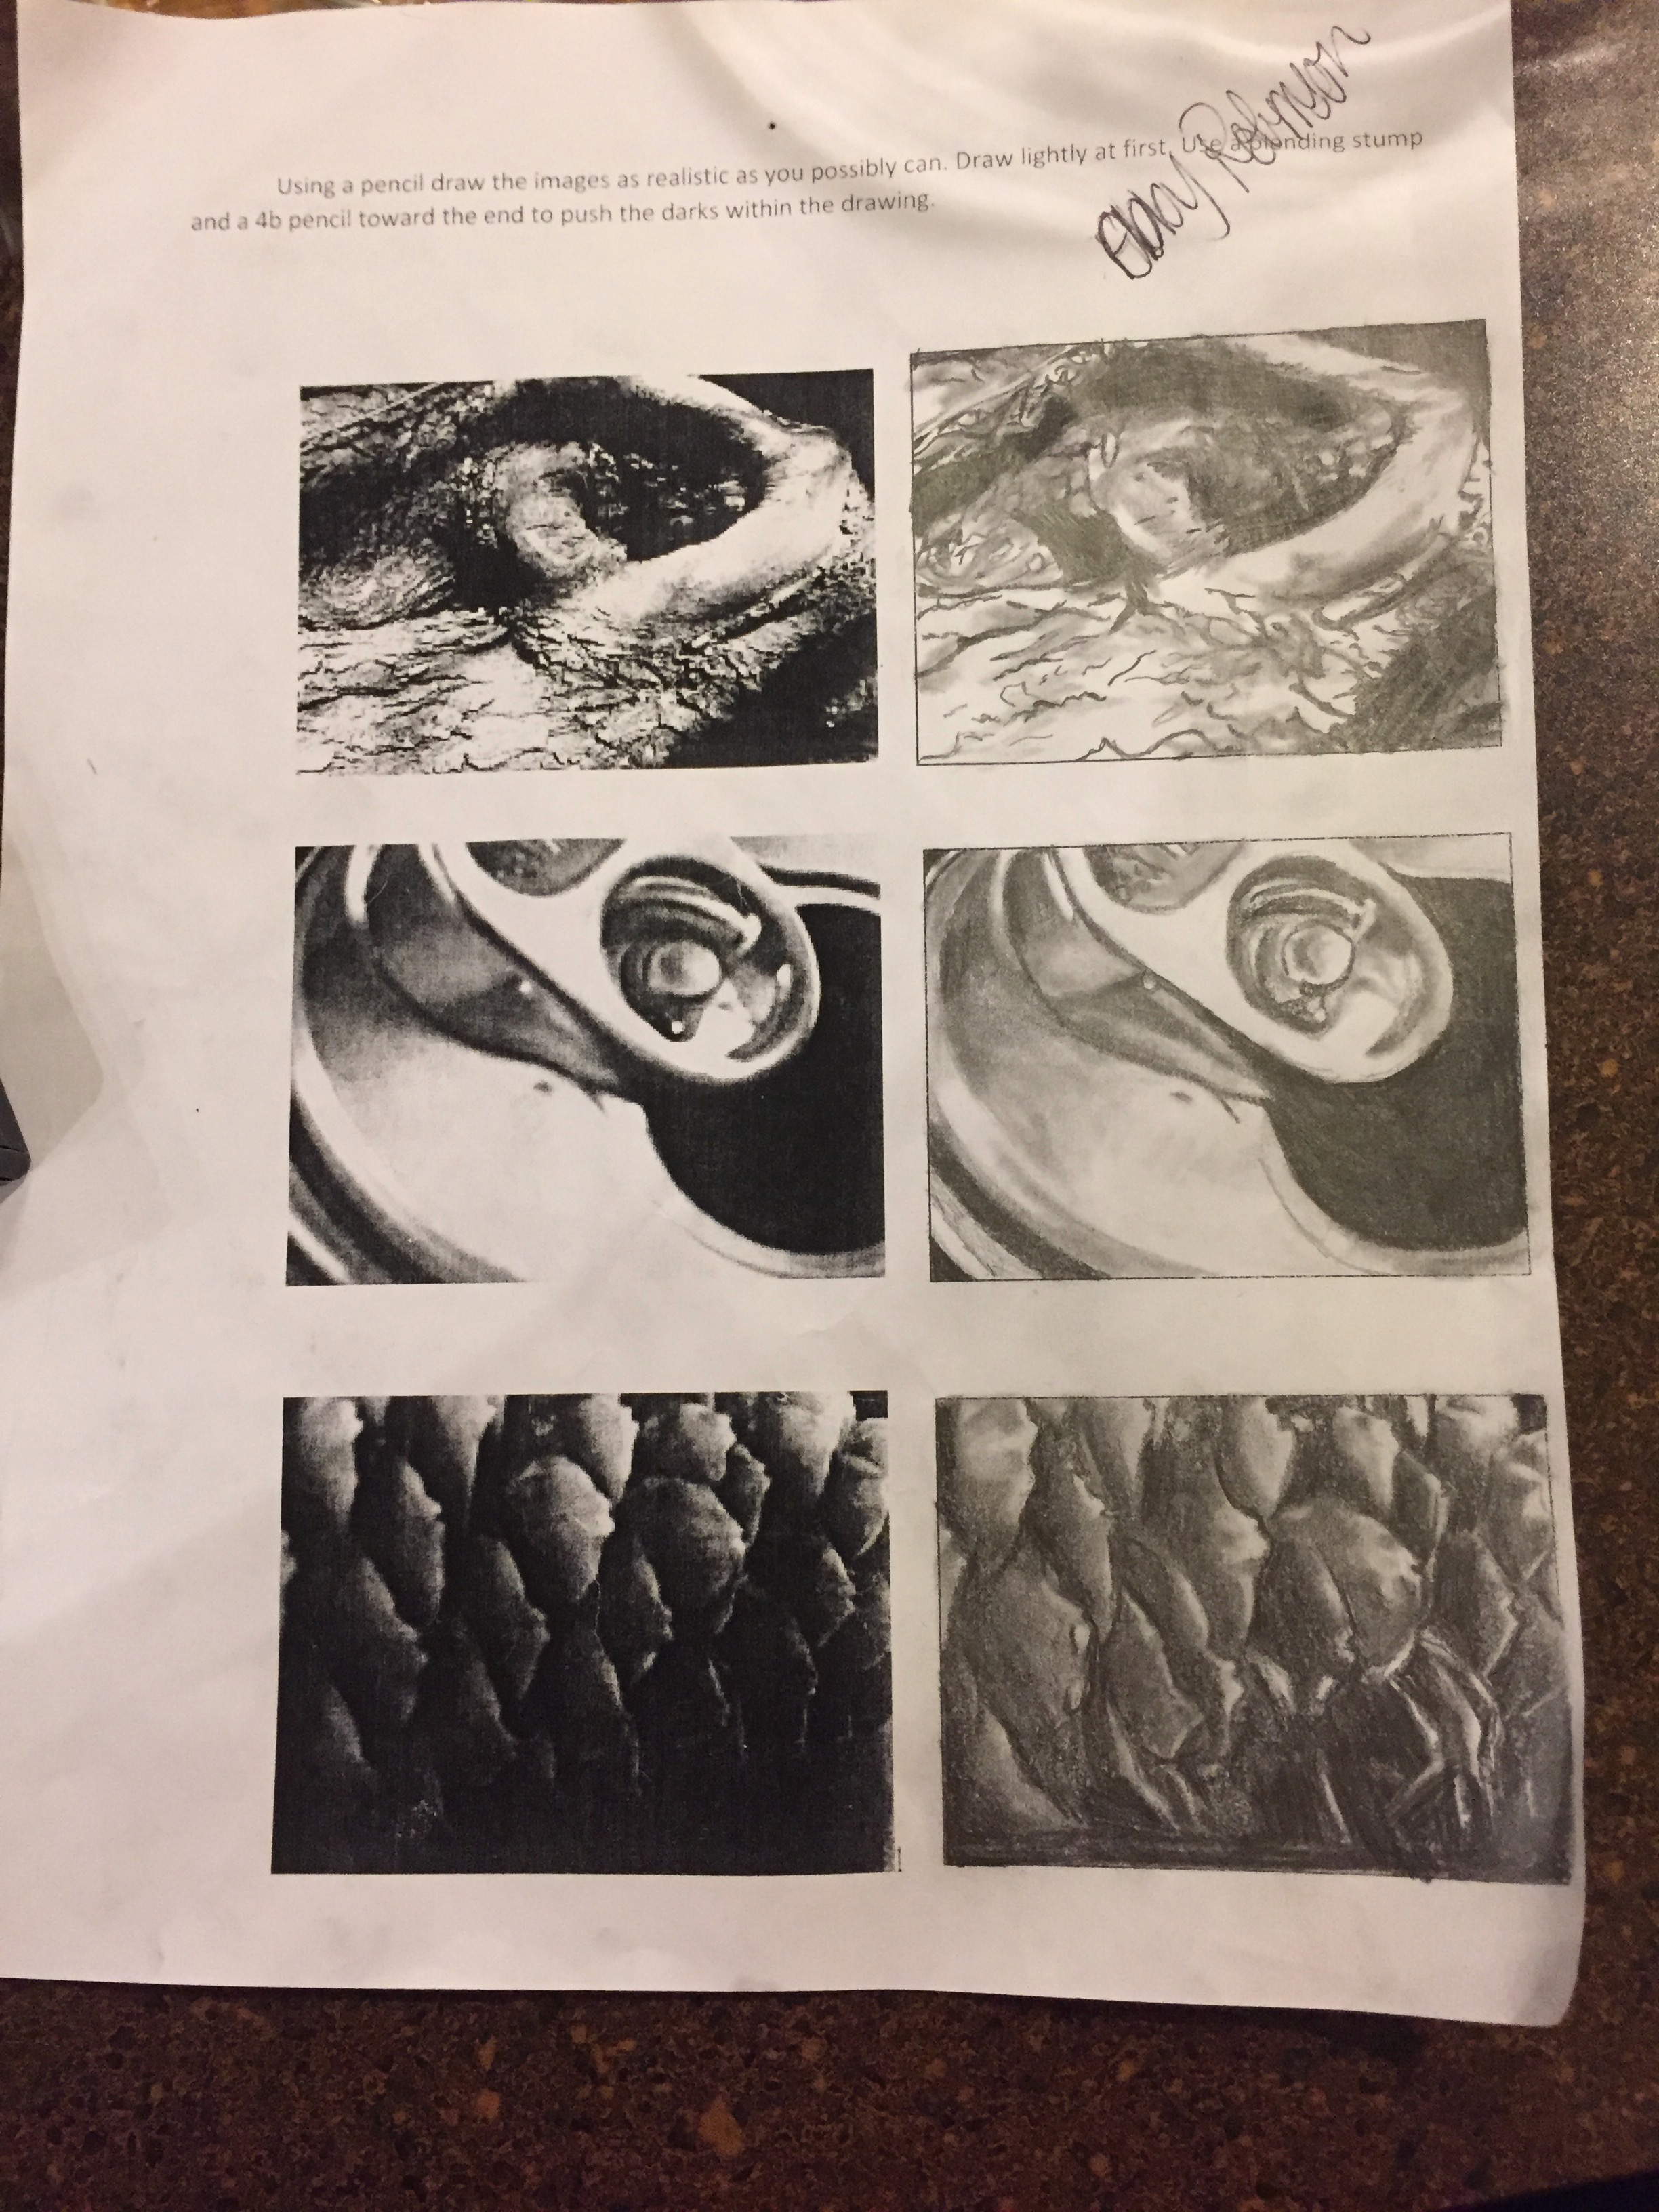 Abby Robinson
Using a pencil draw the images as realistic as you possibly can. Draw lightly at first, Use a blending stump
and a 4b pencil toward the end to push the darks within the drawing.